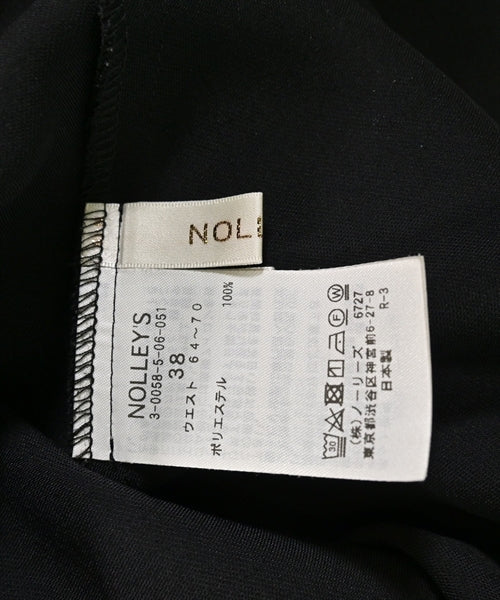 NOL
NOLLEY'S
3-0058-5-06-051
38
ウエスト 64～70
ポリエステル 100%
30
F W
(株)ノーリーズ 6727
東京都渋谷区神宮前6-27-8
日本製 R-3